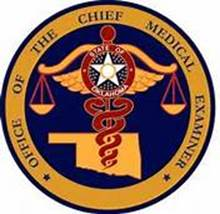 OFFICE OF THE CHIEF MEDICAL EXAMINER
STATE OF
OKLAHOMA